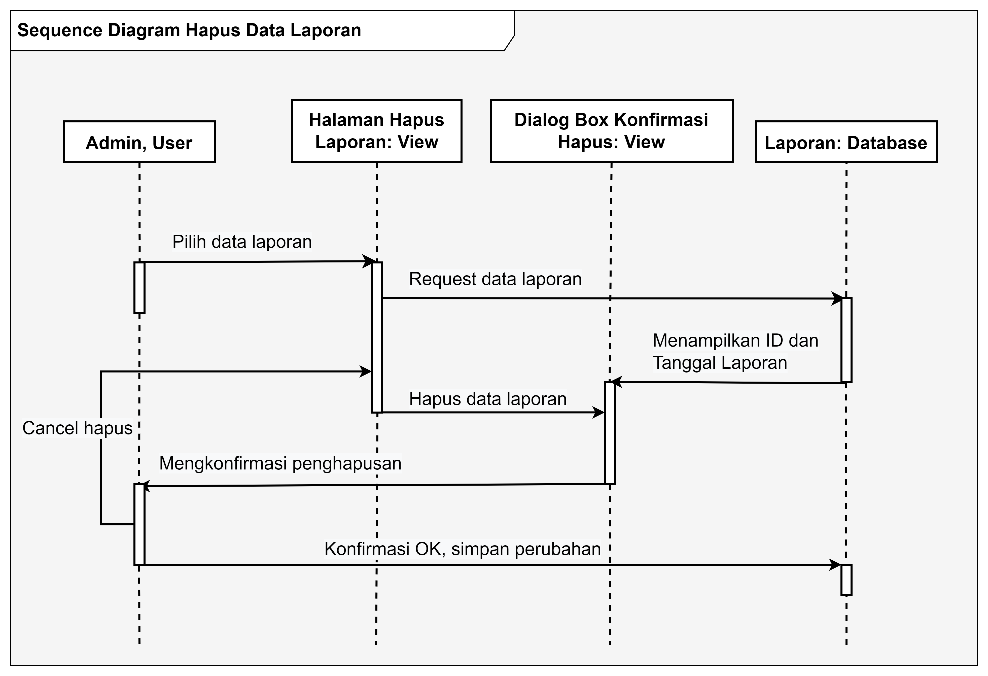 Sequence Diagram Hapus Data Laporan
Admin, User
Halaman Hapus
Laporan: View
Dialog Box Konfirmasi
Hapus: View
Laporan: Database
Pilih data laporan
Request data laporan
Menampilkan ID dan
Tanggal Laporan
Hapus data laporan
Cancel hapus
Mengkonfirmasi penghapusan
Konfirmasi OK, simpan perubahan